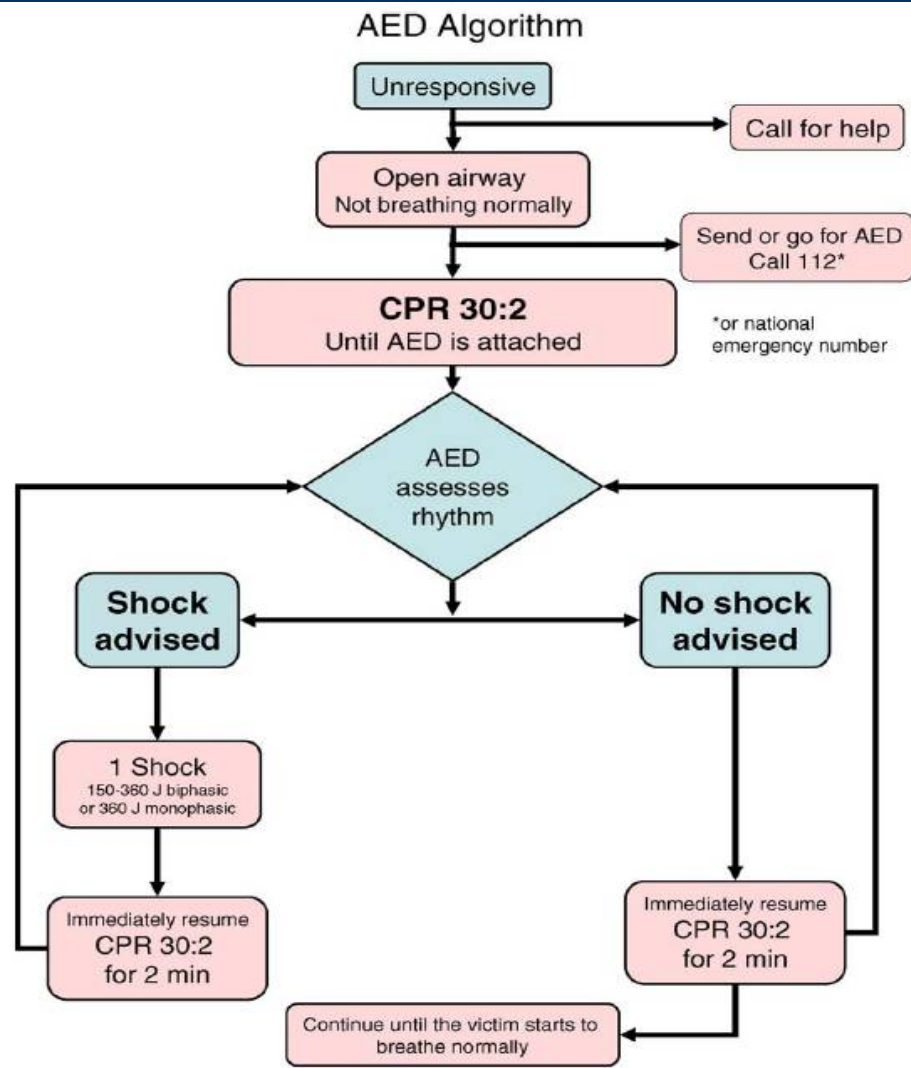 AED Algorithm
Unresponsive
Call for help
Open airway
Not breathing normally
Send or go for AED
Call 112*
CPR 30:2
Until AED is attached
*or national
emergency number
AED
assesses
rhythm
Shock
advised
No shock
advised
1 Shock
150-360 J biphasic
or 360 J monophasic
Immediately resume
CPR 30:2
for 2 min
Immediately resume
CPR 30:2
for 2 min
Continue until the victim starts to
breathe normally